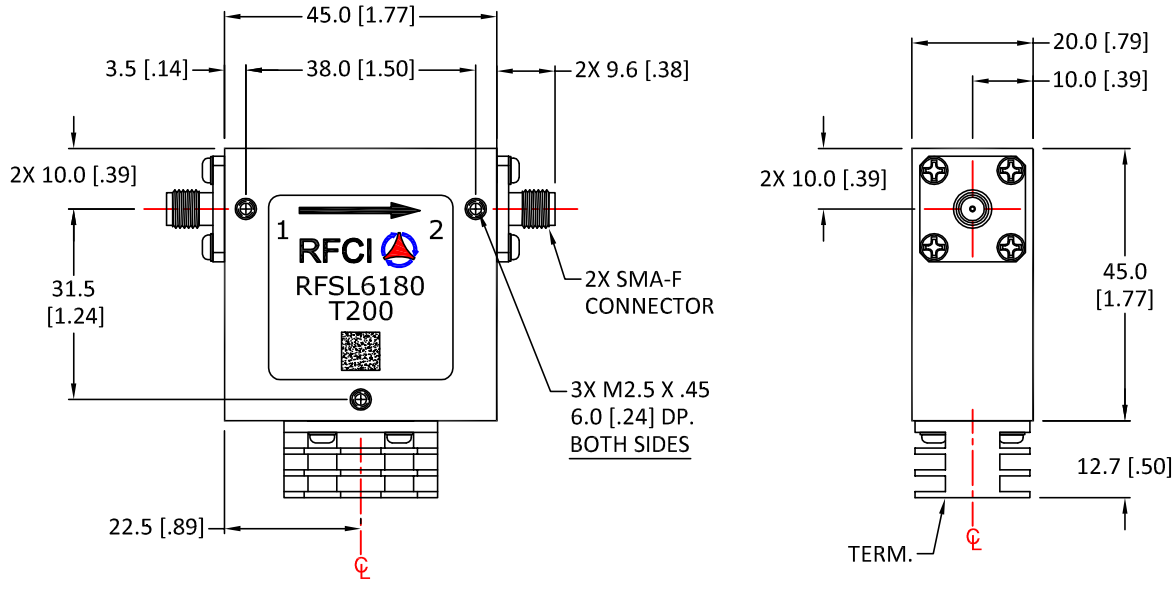 45.0 [1.77]
3.5 [.14]
38.0 [1.50]
2X 9.6 [.38]
2X 10.0 [.39]
31.5
[1.24]
1
2
RFCI
RFSL6180
T200
2X SMA-F
CONNECTOR
3X M2.5 X .45
6.0 [.24] DP.
BOTH SIDES
22.5 [.89]
℄
20.0 [.79]
10.0 [.39]
2X 10.0 [.39]
45.0
[1.77]
12.7 [.50]
TERM.
℄